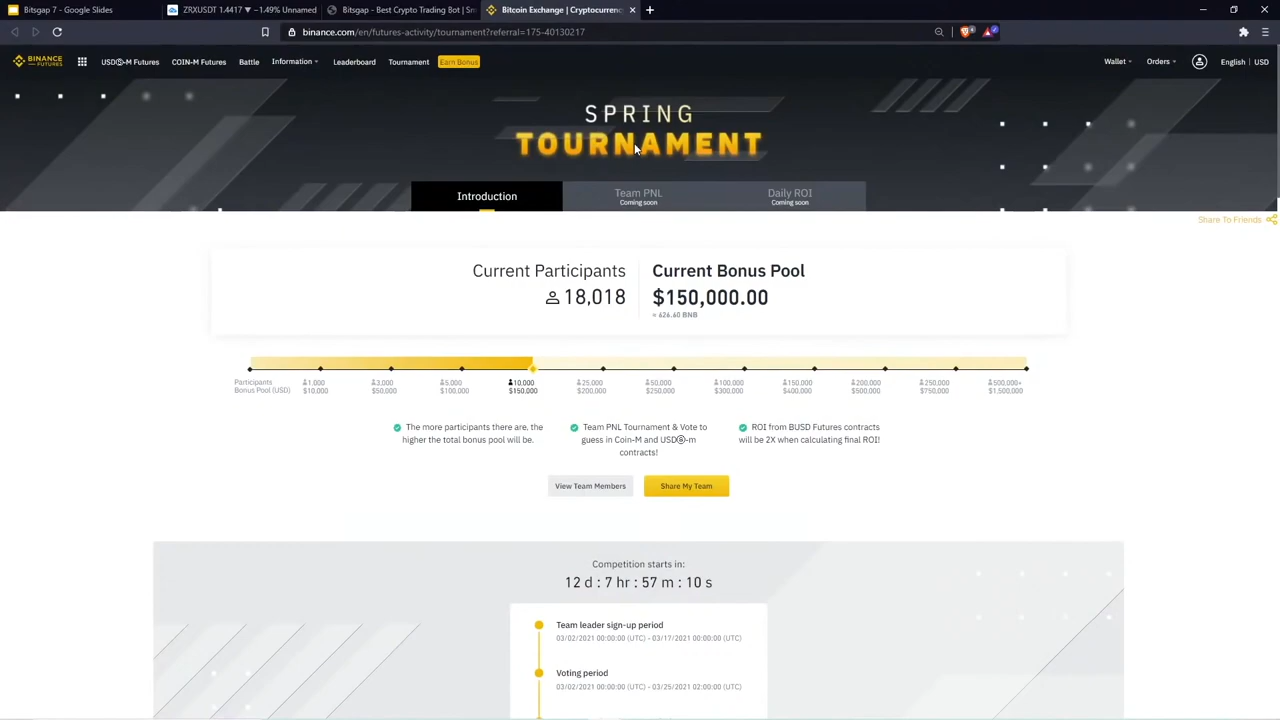 Bitsgap 7 - Google Slides
ZRXUSDT 1.4417 ▼ −1.49% Unnamed
Bitsgap - Best Crypto Trading Bot | Sm
Bitcoin Exchange | Cryptocurrenc
binance.com/en/futures-activity/tournament?referral=175-40130217
BINANCE
FUTURES
USDⓈ-M Futures
COIN-M Futures
Battle
Information
Leaderboard
Tournament
Earn Bonus
Wallet
Orders
English | USD
SPRING
TOURNAMENT
Introduction
Team PNL
Coming soon
Daily ROI
Coming soon
Share To Friends
Current Participants
18,018
Current Bonus Pool
$150,000.00
≈ 626.60 BNB
Participants 1,000 3,000 5,000 10,000 25,000 50,000 100,000 150,000 200,000 250,000 500,000+
Bonus Pool (USD) $10.000 $50.000 $100,000 $150.000 $200,000 $250.000 $300,000 $400,000 $500,000 $750,000 $1.500,000
The more participants there are, the
higher the total bonus pool will be.
Team PNL Tournament & Vote to
guess in Coin-M and USDⓈ-m
contracts!
ROI from BUSD Futures contracts
will be 2X when calculating final ROI!
View Team Members
Share My Team
Competition starts in:
12 d : 7 hr : 57 m : 10 s
Team leader sign-up period
03/02/2021 00:00:00 (UTC) - 03/17/2021 00:00:00 (UTC)
Voting period
03/02/2021 00:00:00 (UTC) - 03/25/2021 02:00:00 (UTC)